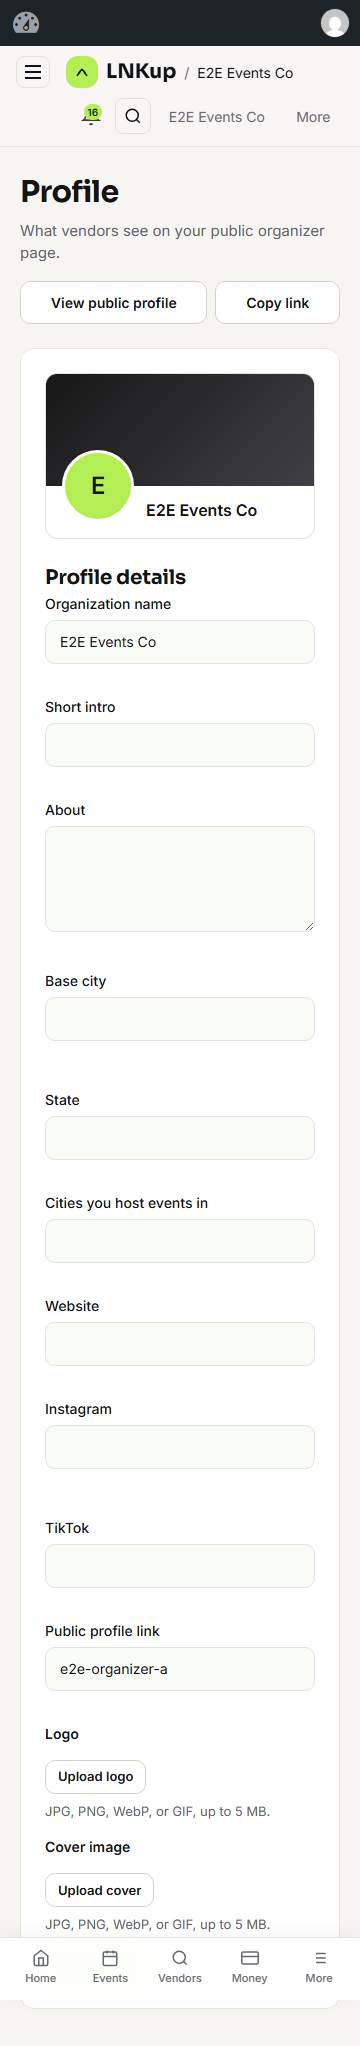 LNKup / E2E Events Co
16
E2E Events Co
More
Profile
What vendors see on your public organizer
page.
View public profile
Copy link
E
E2E Events Co
Profile details
Organization name
E2E Events Co
Short intro
About
Base city
State
Cities you host events in
Website
Instagram
TikTok
Public profile link
e2e-organizer-a
Logo
Upload logo
JPG, PNG, WebP, or GIF, up to 5 MB.
Cover image
Upload cover
JPG, PNG, WebP, or GIF, up to 5 MB.
Home
Events
Vendors
Money
More